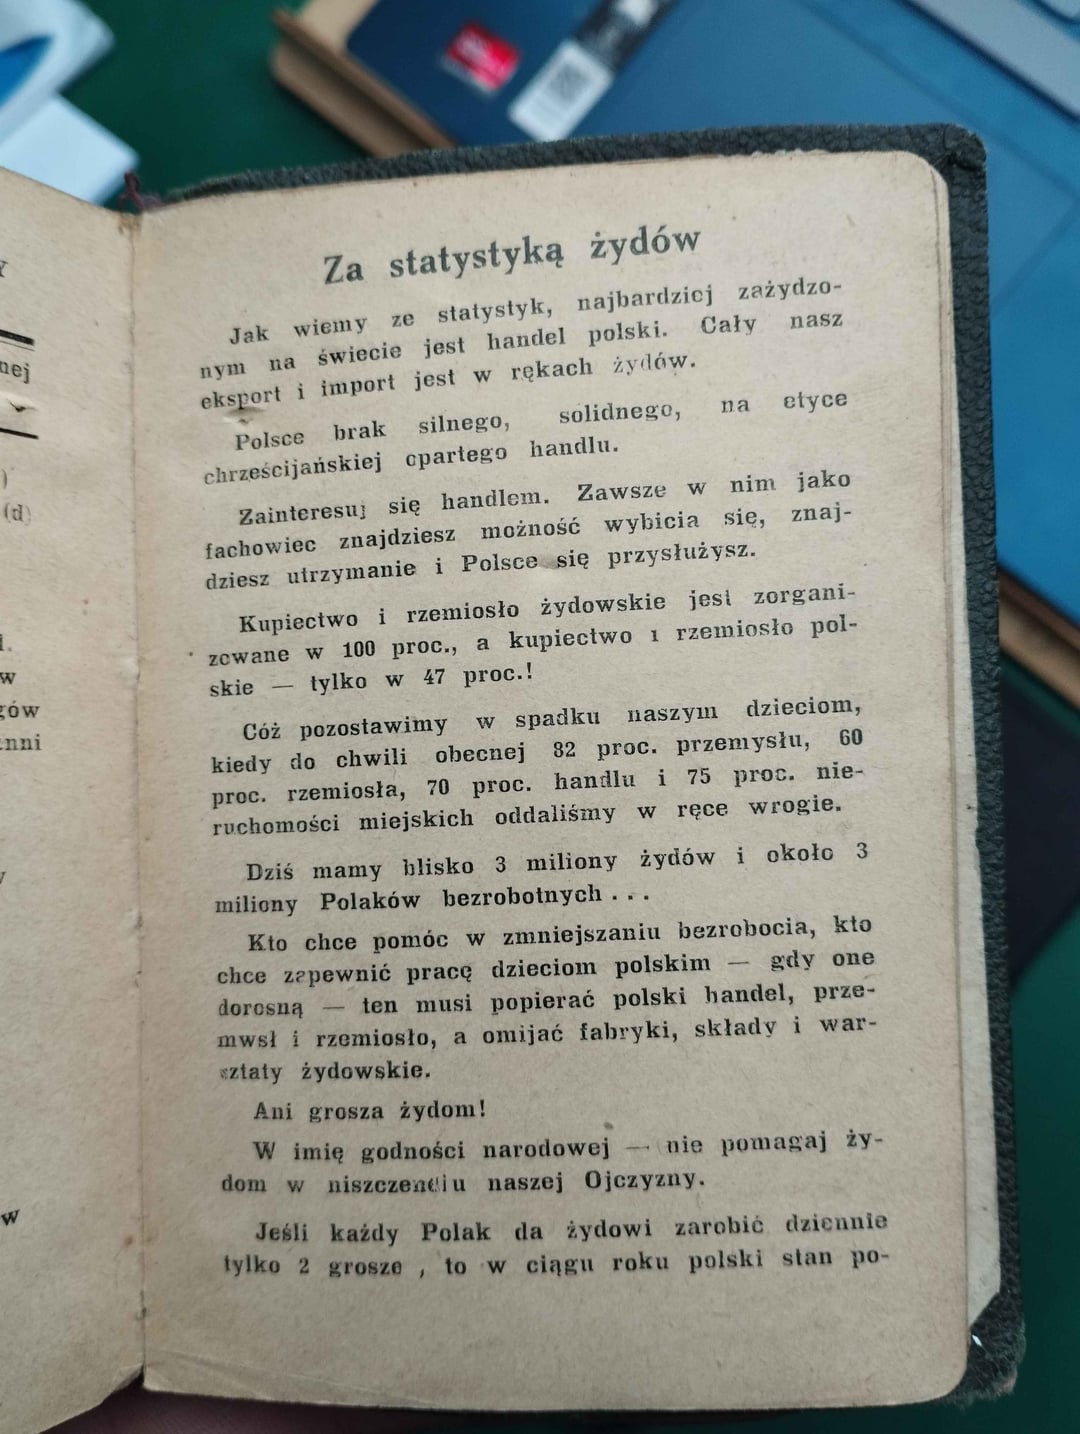 Za statystyką żydów
Jak wiemy ze statystyk, najbardziej zażydzo-
nym na świecie jest handel polski. Cały nasz
eksport i import jest w rękach żydów.
Polsce brak silnego, solidnego, na etyce
chrześcijańskiej opartego handlu.
Zainteresuj się handlem. Zawsze w nim jako
fachowiec znajdziesz możność wybicia się, znaj-
dziesz utrzymanie i Polsce się przysłużysz.
Kupiectwo i rzemiosło żydowskie jest zorgani-
zowane w 100 proc., a kupiectwo i rzemiosło pol-
skie — tylko w 47 proc.!
Cóż pozostawimy w spadku naszym dzieciom,
kiedy do chwili obecnej 82 proc. przemysłu, 60
proc. rzemiosła, 70 proc. handlu i 75 proc. nie-
ruchomości miejskich oddaliśmy w ręce wrogie.
Dziś mamy blisko 3 miliony żydów i około 3
miliony Polaków bezrobotnych . . .
Kto chce pomóc w zmniejszaniu bezrobocia, kto
chce zapewnić pracę dzieciom polskim — gdy one
dorosną — ten musi popierać polski handel, prze-
mwsł i rzemiosło, a omijać fabryki, składy i war-
sztaty żydowskie.
Ani grosza żydom!
W imię godności narodowej — nie pomagaj ży-
dom w niszczeniu naszej Ojczyzny.
Jeśli każdy Polak da żydowi zarobić dziennie
tylko 2 grosze , to w ciągu roku polski stan po-